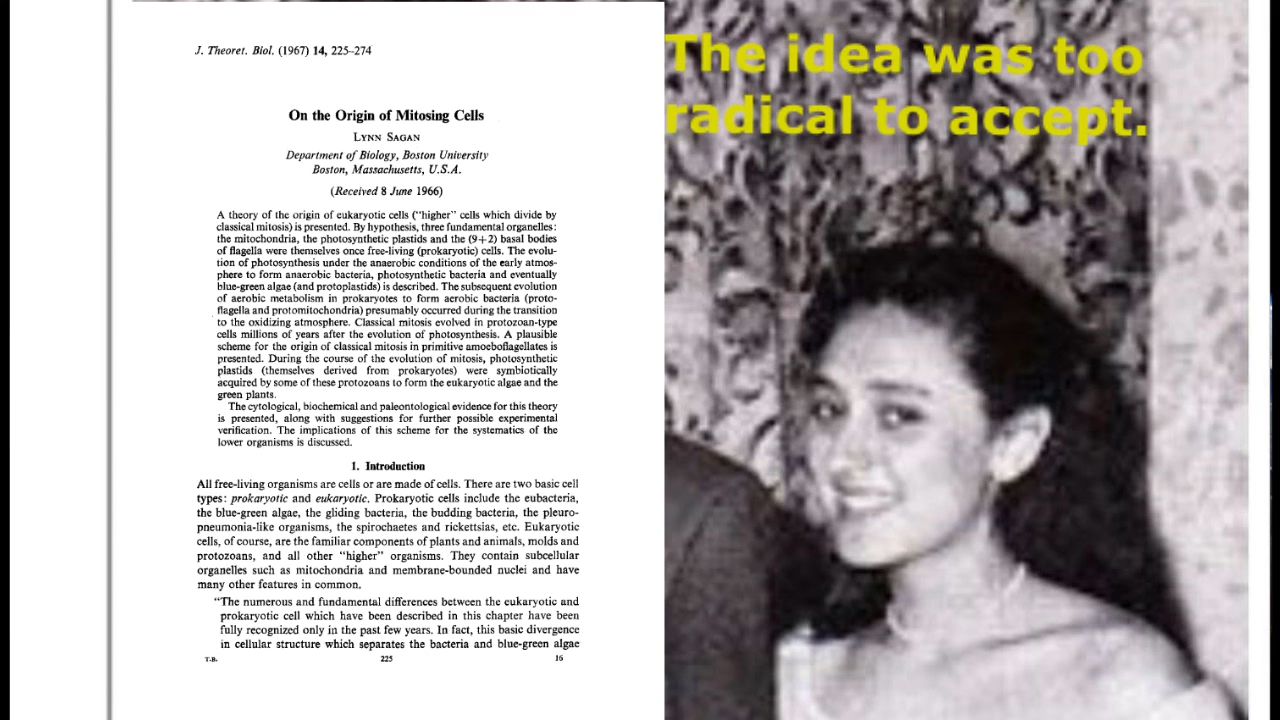 J. Theoret. Biol. (1967) 14, 225–274
On the Origin of Mitosing Cells
LYNN SAGAN
Department of Biology, Boston University
Boston, Massachusetts, U.S.A.
(Received 8 June 1966)
A theory of the origin of eukaryotic cells ("higher" cells which divide by
classical mitosis) is presented. By hypothesis, three fundamental organelles:
the mitochondria, the photosynthetic plastids and the (9+2) basal bodies
of flagella were themselves once free-living (prokaryotic) cells. The evolu-
tion of photosynthesis under the anaerobic conditions of the early atmos-
phere to form anaerobic bacteria, photosynthetic bacteria and eventually
blue-green algae (and protoplastids) is described. The subsequent evolution
of aerobic metabolism in prokaryotes to form aerobic bacteria (proto-
flagella and protomitochondria) presumably occurred during the transition
to the oxidizing atmosphere. Classical mitosis evolved in protozoan-type
cells millions of years after the evolution of photosynthesis. A plausible
scheme for the origin of classical mitosis in primitive amoeboflagellates is
presented. During the course of the evolution of mitosis, photosynthetic
plastids (themselves derived from prokaryotes) were symbiotically
acquired by some of these protozoans to form the eukaryotic algae and the
green plants.
The cytological, biochemical and paleontological evidence for this theory
is presented, along with suggestions for further possible experimental
verification. The implications of this scheme for the systematics of the
lower organisms is discussed.
1. Introduction
All free-living organisms are cells or are made of cells. There are two basic cell
types: prokaryotic and eukaryotic. Prokaryotic cells include the eubacteria,
the blue-green algae, the gliding bacteria, the budding bacteria, the pleuro-
pneumonia-like organisms, the spirochaetes and rickettsias, etc. Eukaryotic
cells, of course, are the familiar components of plants and animals, molds and
protozoans, and all other "higher" organisms. They contain subcellular
organelles such as mitochondria and membrane-bounded nuclei and have
many other features in common.
"The numerous and fundamental differences between the eukaryotic and
prokaryotic cell which have been described in this chapter have been
fully recognized only in the past few years. In fact, this basic divergence
in cellular structure which separates the bacteria and blue-green algae
T.B. 225 16
The idea was too
radical to accept.